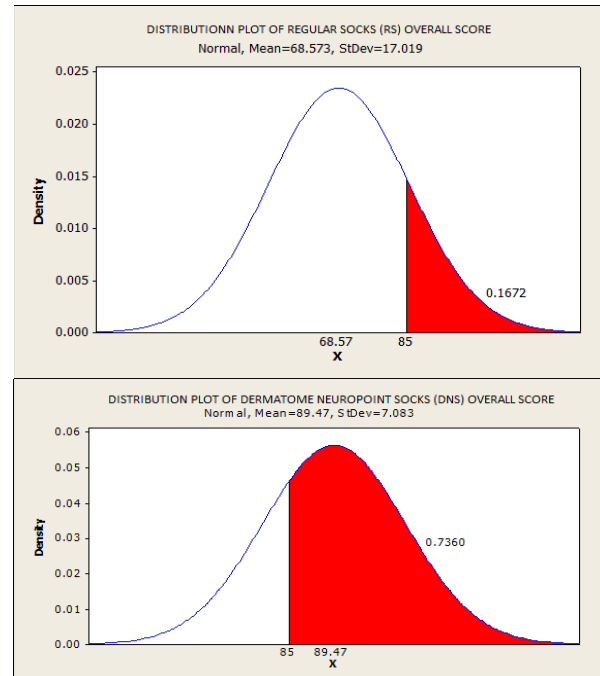 DISTRIBUTIONN PLOT OF REGULAR SOCKS (RS) OVERALL SCORE
Normal, Mean=68.573, StDev=17.019
0.025
0.020
0.015
0.010
0.005
0.000
Density
0.1672
68.57 85
X
DISTRIBUTION PLOT OF DERMATOME NEUROPOINT SOCKS (DNS) OVERALL SCORE
Normal, Mean=89.47, StDev=7.083
0.06
0.05
0.04
0.03
0.02
0.01
0.00
Density
0.7360
85 89.47
X